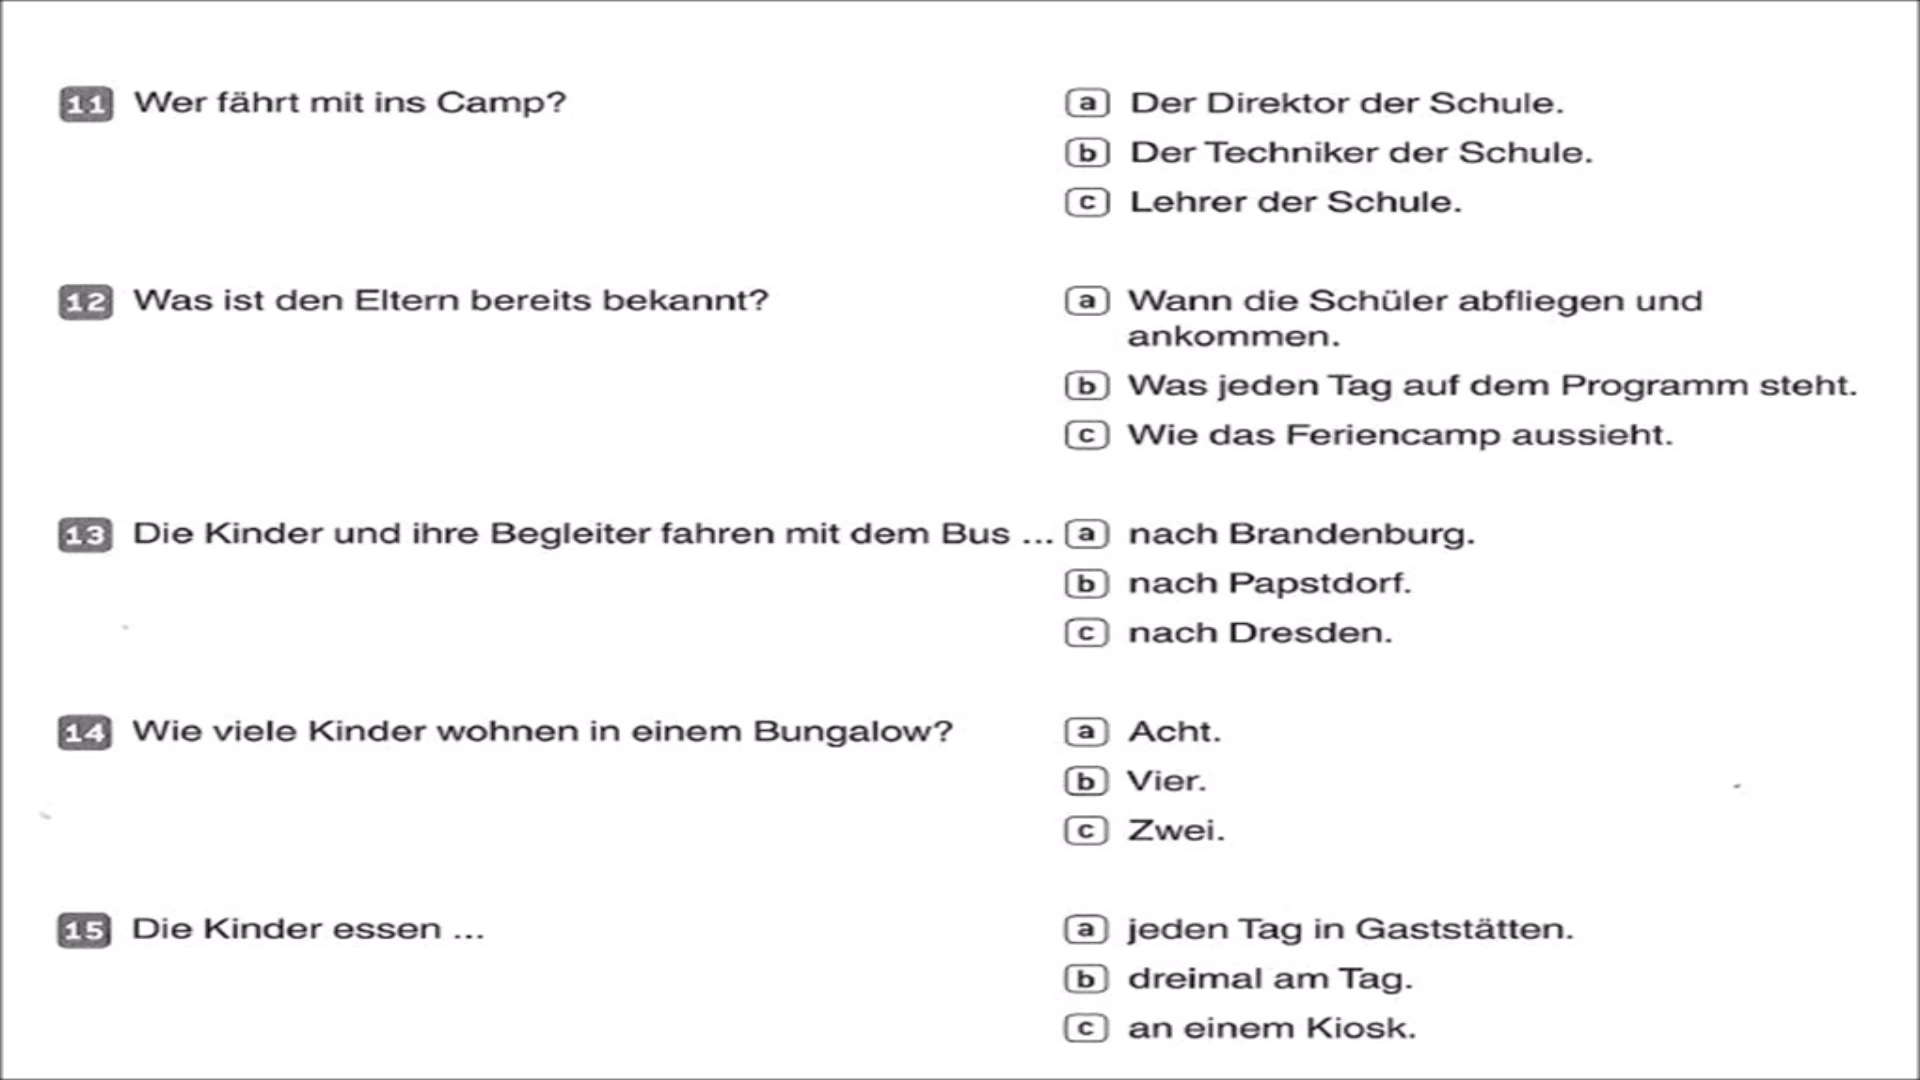 11 Wer fährt mit ins Camp?
a Der Direktor der Schule.
b Der Techniker der Schule.
c Lehrer der Schule.
12 Was ist den Eltern bereits bekannt?
a Wann die Schüler abfliegen und
ankommen.
b Was jeden Tag auf dem Programm steht.
c Wie das Feriencamp aussieht.
13 Die Kinder und ihre Begleiter fahren mit dem Bus ...
a nach Brandenburg.
b nach Papstdorf.
c nach Dresden.
14 Wie viele Kinder wohnen in einem Bungalow?
a Acht.
b Vier.
c Zwei.
15 Die Kinder essen ...
a jeden Tag in Gaststätten.
b dreimal am Tag.
c an einem Kiosk.